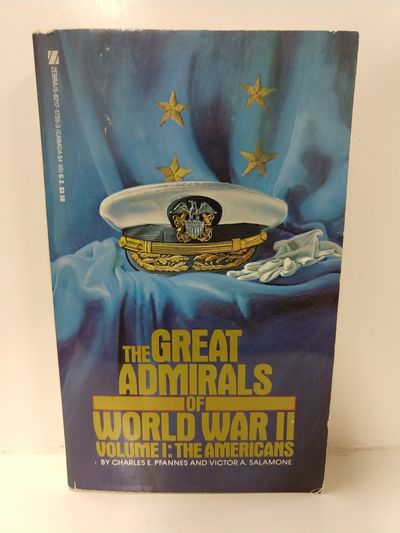 THE GREAT
ADMIRALS
OF
WORLD WAR II
VOLUME I: THE AMERICANS
BY CHARLES E. PFANNES AND VICTOR A. SALAMONE